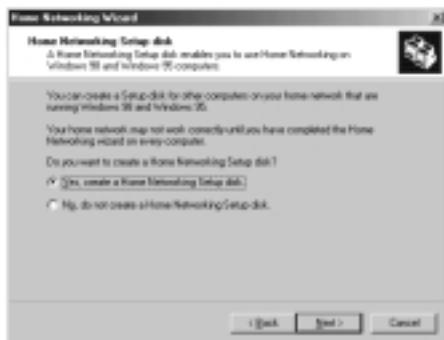 Home Networking Wizard
Home Networking Setup disk
A Home Networking Setup disk enables you to use Home Networking on
Windows 98 and Windows 95 computers.
You can create a Setup disk for other computers on your home network that are
running Windows 98 and Windows 95.
Your home network may not work correctly until you have completed the Home
Networking wizard on every computer.
Do you want to create a Home Networking Setup disk?
Yes, create a Home Networking Setup disk.
No, do not create a Home Networking Setup disk.
< Back
Next >
Cancel